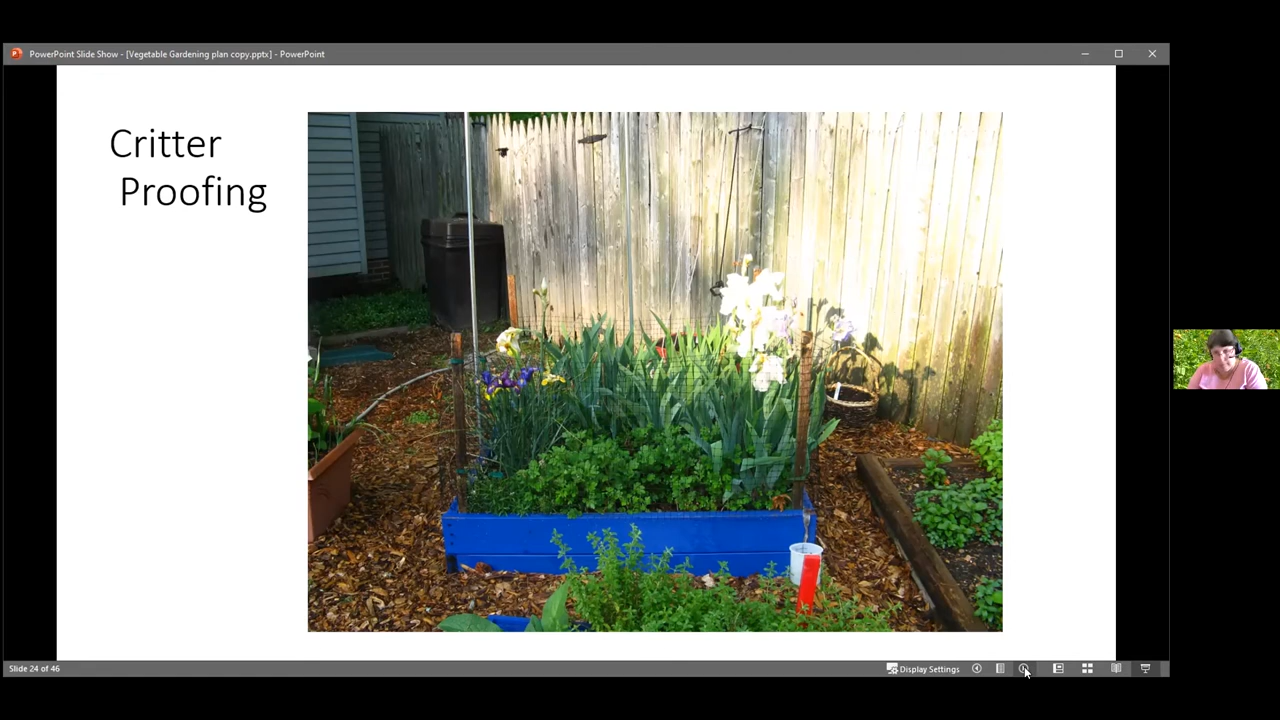 PowerPoint Slide Show - [Vegetable Gardening plan copy.pptx] - PowerPoint
Critter
Proofing
Slide 24 of 46
Display Settings